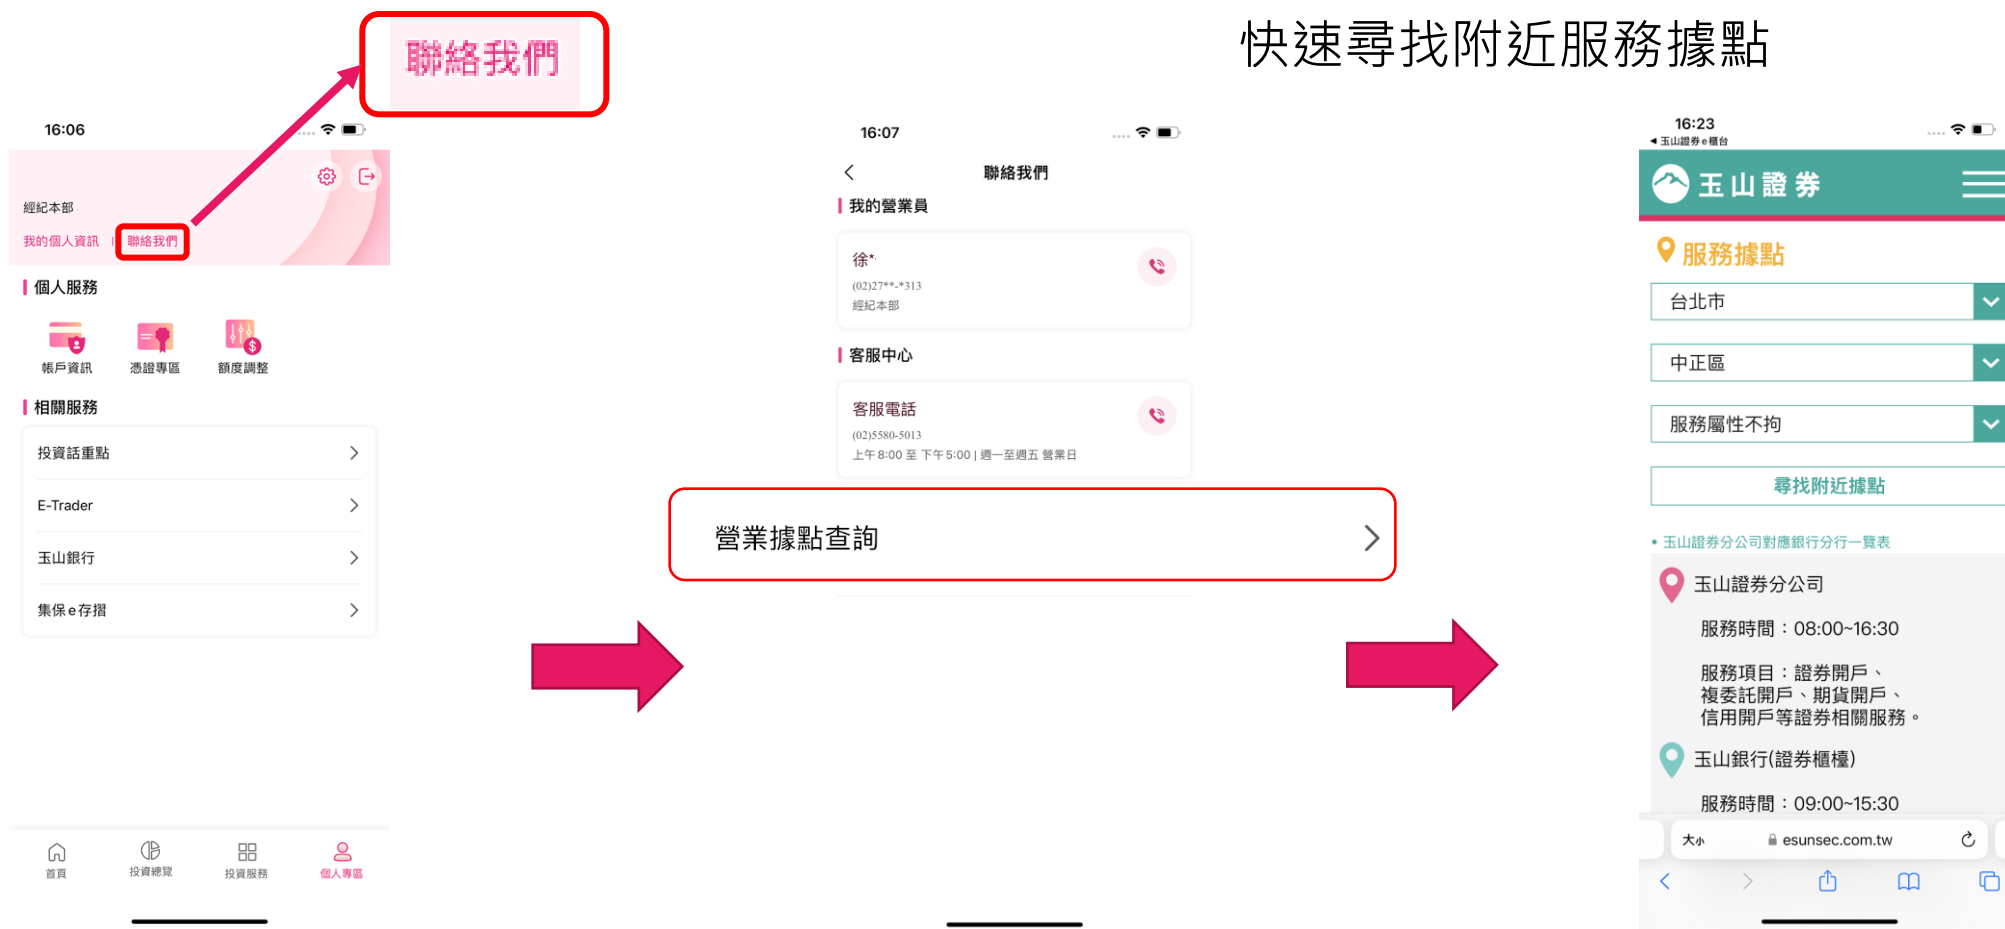 快速尋找附近服務據點
聯絡我們
16:06
經紀本部
我的個人資訊
聯絡我們
個人服務
帳戶資訊
憑證專區
額度調整
相關服務
投資話重點
E-Trader
玉山銀行
集保e存摺
首頁
投資總覽
投資服務
個人專區
16:07
聯絡我們
我的營業員
徐*
(02)27**-*313
經紀本部
客服中心
客服電話
(02)5580-5013
上午8:00 至 下午5:00 | 週一至週五 營業日
營業據點查詢
16:23
玉山證券e櫃台
玉山證券
服務據點
台北市
中正區
服務屬性不拘
尋找附近據點
• 玉山證券分公司對應銀行分行一覽表
玉山證券分公司
服務時間：08:00~16:30
服務項目：證券開戶、
複委託開戶、期貨開戶、
信用開戶等證券相關服務。
玉山銀行(證券櫃檯)
服務時間：09:00~15:30
大小
esunsec.com.tw